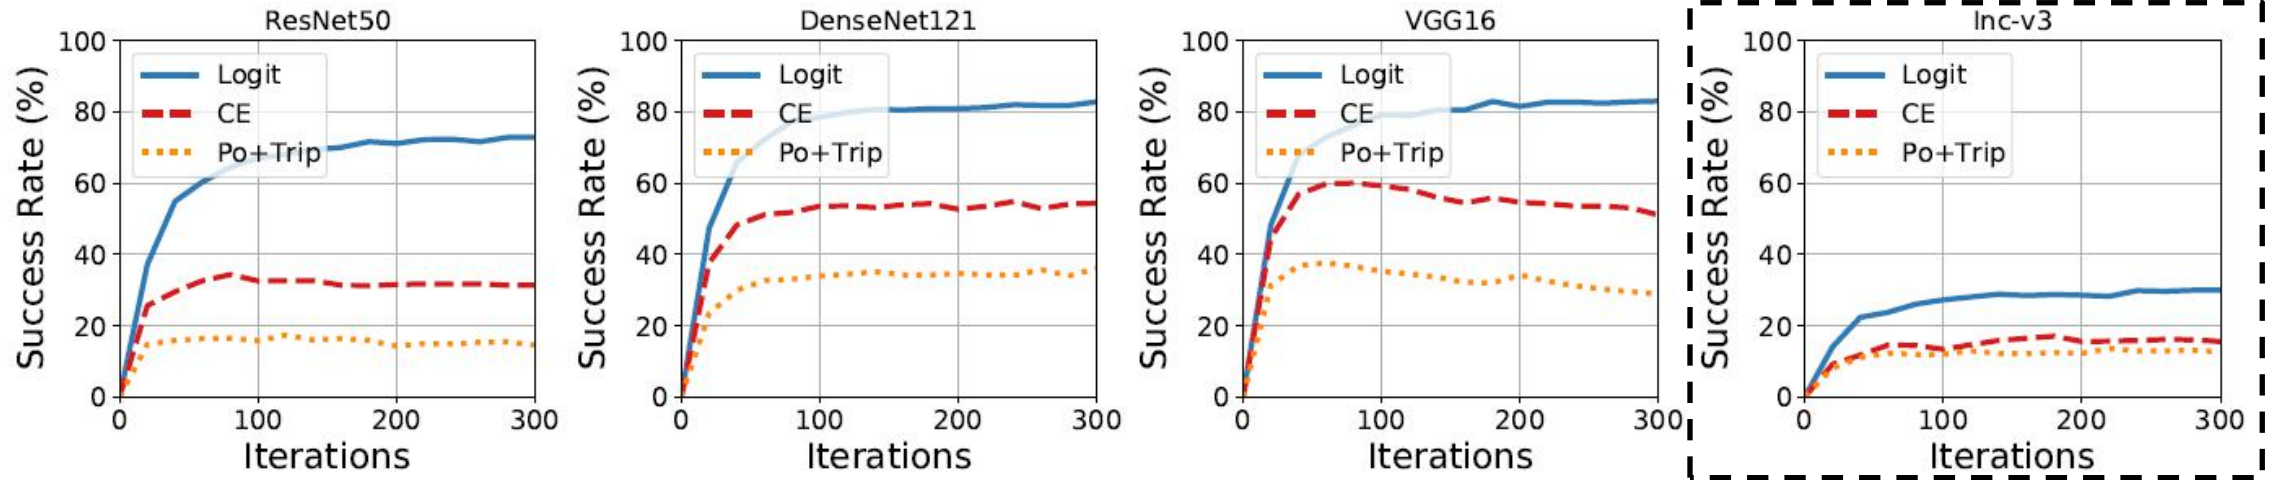 ResNet50
Success Rate (%)
100
80
60
40
20
0
Logit
CE
Po+Trip
0 100 200 300
Iterations
DenseNet121
Success Rate (%)
100
80
60
40
20
0
Logit
CE
Po+Trip
0 100 200 300
Iterations
VGG16
Success Rate (%)
100
80
60
40
20
0
Logit
CE
Po+Trip
0 100 200 300
Iterations
Inc-v3
Success Rate (%)
100
80
60
40
20
0
Logit
CE
Po+Trip
0 100 200 300
Iterations